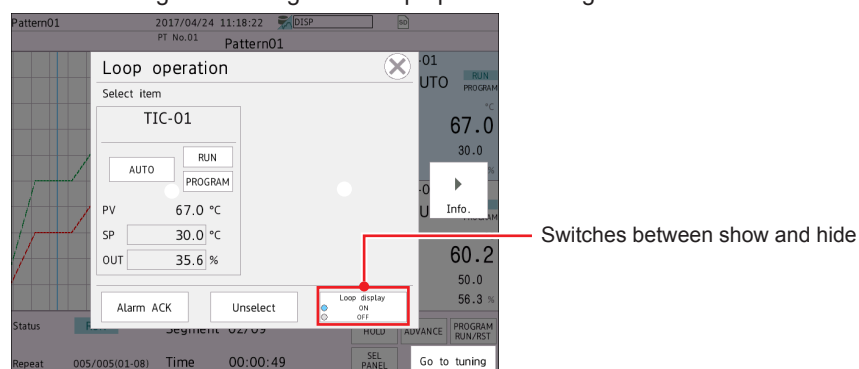 Pattern01
2017/04/24 11:18:22
DISP
PT No.01
Pattern01
Loop operation
-01
UTO
RUN
PROGRAM
°C
67.0
30.0
%
Select item
TIC-01
AUTO
RUN
PROGRAM
PV 67.0 °C
SP 30.0 °C
OUT 35.6 %
Info.
Switches between show and hide
60.2
50.0
56.3 %
Alarm ACK
Unselect
Loop display
ON
OFF
Status
Segment 02/09
HOLD
ADVANCE
PROGRAM
RUN/RST
Repeat 005/005(01-08)
Time 00:00:49
SEL
PANEL
Go to tuning